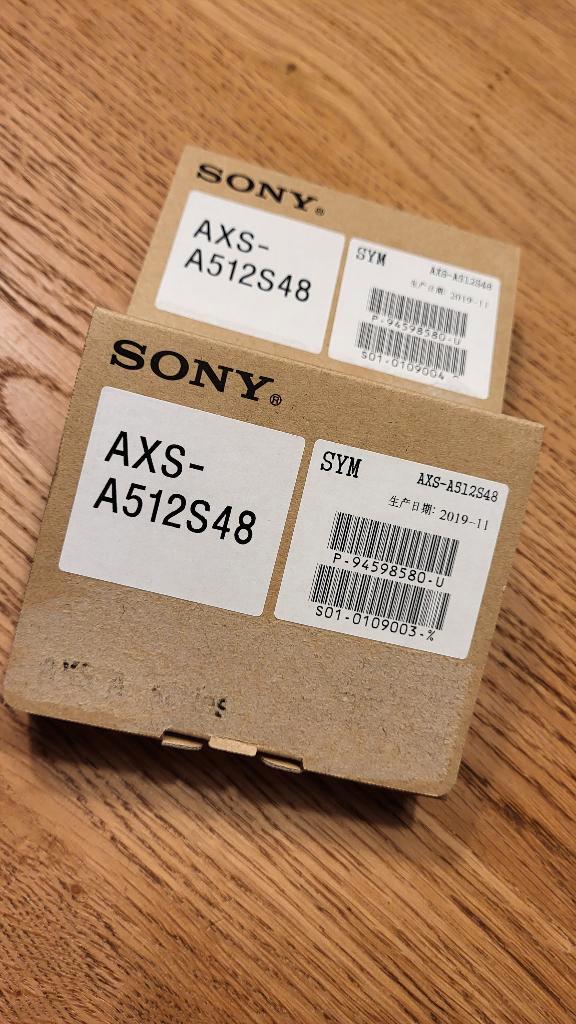 SONY®
AXS-
A512S48
SYM
AXS-A512S48
生产日期: 2019-11
P-94598580-U
S01-0109004
SONY®
AXS-
A512S48
SYM
AXS-A512S48
生产日期: 2019-11
P-94598580-U
S01-0109003-%